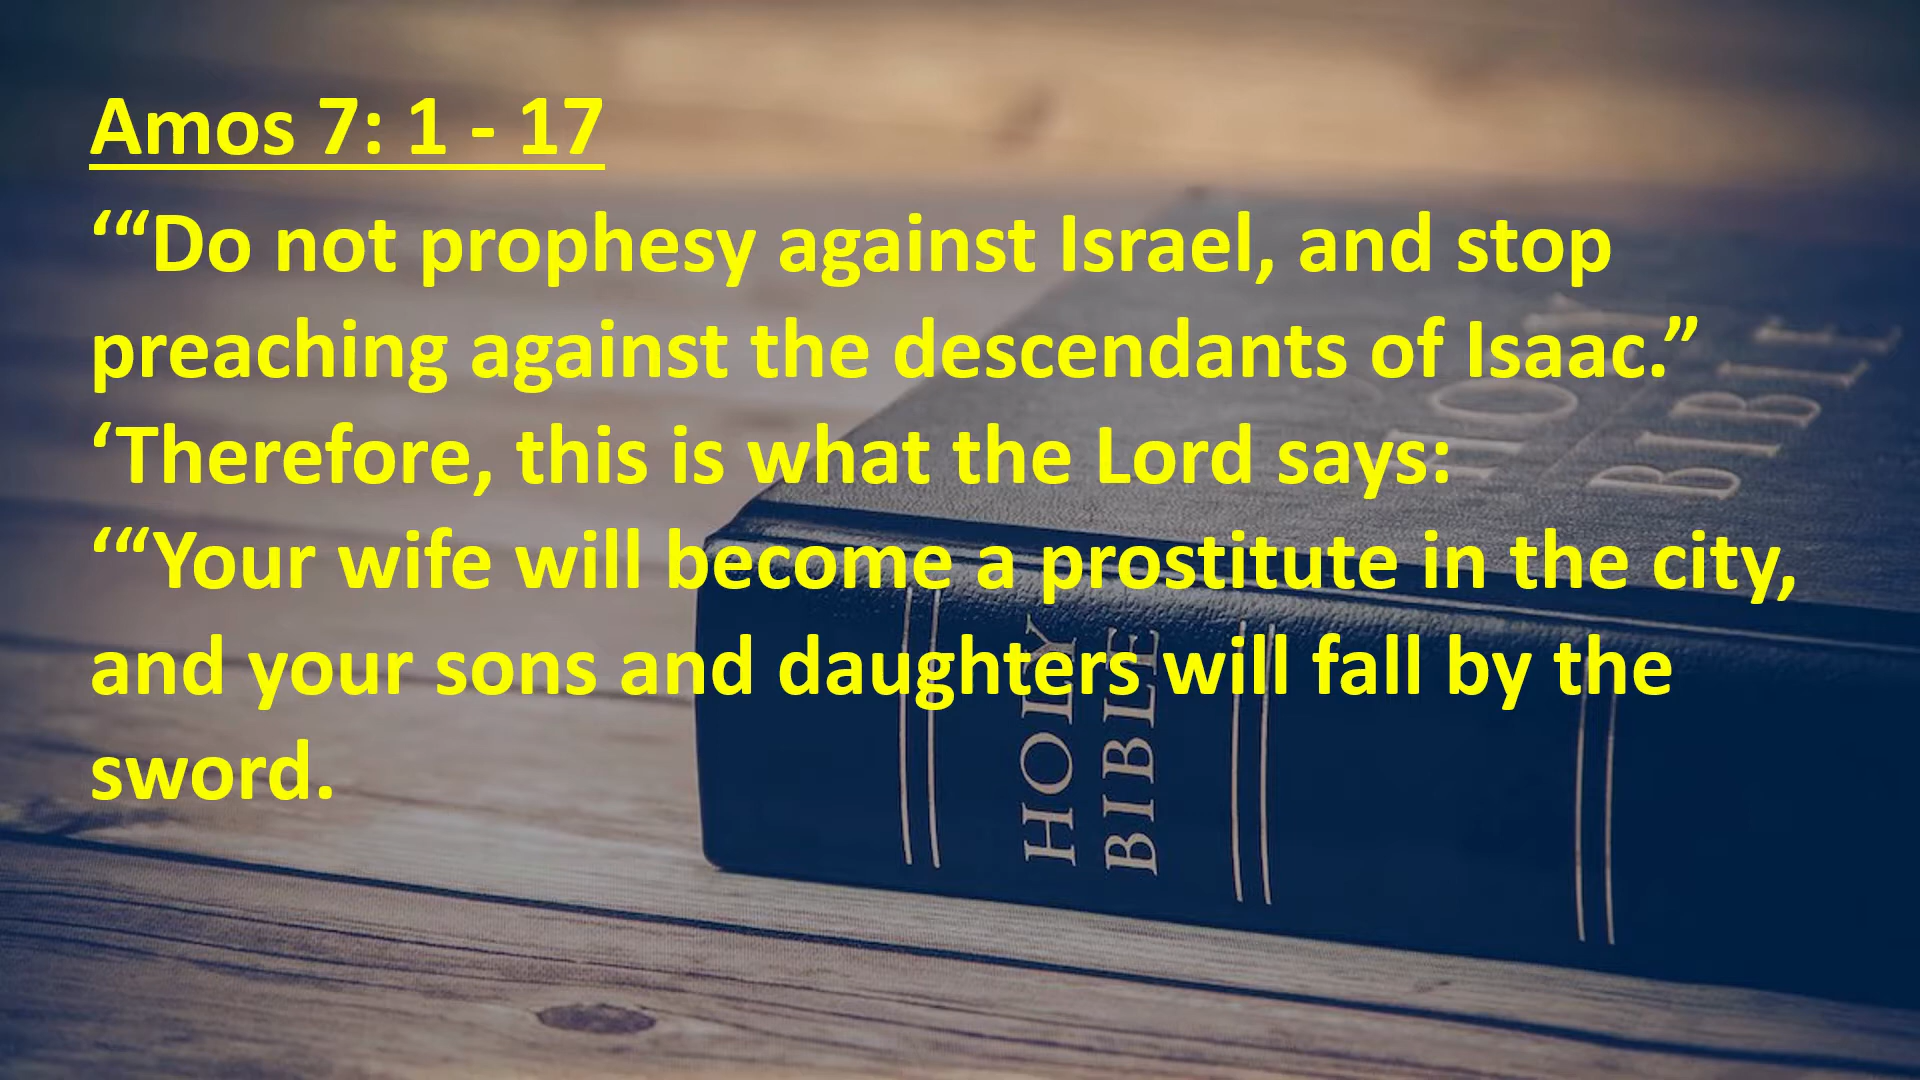 Amos 7: 1 - 17
‘“Do not prophesy against Israel, and stop
preaching against the descendants of Isaac.”
‘Therefore, this is what the Lord says:
‘“Your wife will become a prostitute in the city,
and your sons and daughters will fall by the
sword.
HOLY
BIBLE
HOLY
BIBLE